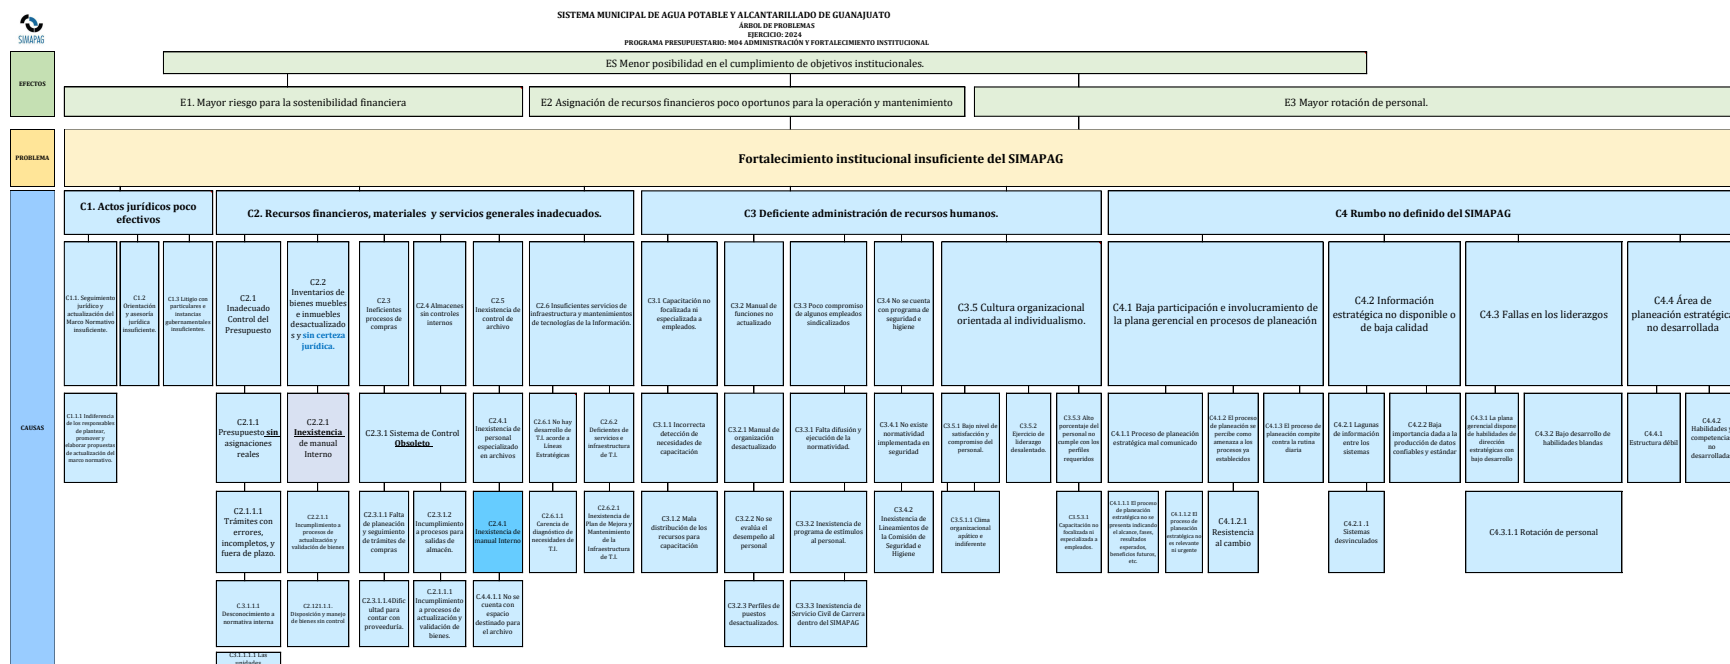 SISTEMA MUNICIPAL DE AGUA POTABLE Y ALCANTARILLADO DE GUANAJUATO
ÁRBOL DE PROBLEMAS
EJERCICIO: 2024
PROGRAMA PRESUPUESTARIO: M04 ADMINISTRACIÓN Y FORTALECIMIENTO INSTITUCIONAL
SIMAPAG
EFECTOS
ES Menor posibilidad en el cumplimiento de objetivos institucionales.
E1. Mayor riesgo para la sostenibilidad financiera
E2 Asignación de recursos financieros poco oportunos para la operación y mantenimiento
E3 Mayor rotación de personal.
PROBLEMA
Fortalecimiento institucional insuficiente del SIMAPAG
CAUSAS
C1. Actos jurídicos poco
efectivos
C2. Recursos financieros, materiales y servicios generales inadecuados.
C3 Deficiente administración de recursos humanos.
C4 Rumbo no definido del SIMAPAG
C1.1. Seguimiento
jurídico y
actualización del
Marco Normativo
insuficiente.
C1.2
Orientación
y asesoría
jurídica
insuficiente.
C1.3 Litigio con
particulares e
instancias
gubernamentales
insuficientes.
C2.1
Inadecuado
Control del
Presupuesto
C2.2
Inventarios de
bienes muebles
e inmuebles
desactualizado
s y sin certeza
jurídica.
C2.3
Ineficientes
procesos de
compras
C2.4 Almacenes
sin controles
internos
C2.5
Inexistencia de
control de
archivo
C2.6 Insuficientes servicios de
infraestructura y mantenimientos
de tecnologías de la Información.
C3.1 Capacitación no
focalizada ni
especializada a
empleados.
C3.2 Manual de
funciones no
actualizado
C3.3 Poco compromiso
de algunos empleados
sindicalizados
C3.4 No se cuenta
con programa de
seguridad e
higiene
C3.5 Cultura organizacional
orientada al individualismo.
C4.1 Baja participación e involucramiento de
la plana gerencial en procesos de planeación
C4.2 Información
estratégica no disponible o
de baja calidad
C4.3 Fallas en los liderazgos
C4.4 Área de
planeación estratégica
no desarrollada
C1.1.1 Indiferencia
de los responsables
de plantear,
promover y
elaborar propuestas
de actualización del
marco normativo.
C2.1.1
Presupuesto sin
asignaciones
reales
C2.2.1
Inexistencia
de manual
Interno
C2.3.1 Sistema de Control
Obsoleto
C2.4.1
Inexistencia de
personal
especializado
en archivos
C2.6.1 No hay
desarrollo de
T.I. acorde a
Líneas
Estratégicas
C2.6.2
Deficientes de
servicios e
infraestructura
de T.I.
C3.1.1 Incorrecta
detección de
necesidades de
capacitación
C3.2.1 Manual de
organización
desactualizado
C3.3.1 Falta difusión y
ejecución de la
normatividad.
C3.4.1 No existe
normatividad
implementada en
seguridad
C3.5.1 Bajo nivel de
satisfacción y
compromiso del
personal.
C3.5.2
Ejercicio de
liderazgo
desalentado.
C3.5.3 Alto
porcentaje del
personal no
cumple con los
perfiles
requeridos
C4.1.1 Proceso de planeación
estratégica mal comunicado
C4.1.2 El proceso
de planeación se
percibe como
amenaza a los
procesos ya
establecidos
C4.1.3 El proceso de
planeación compite
contra la rutina
diaria
C4.2.1 Lagunas
de información
entre los
sistemas
C4.2.2 Baja
importancia dada a la
producción de datos
confiables y estándar
C4.3.1 La plana
gerencial dispone
de habilidades de
dirección
estratégicas con
bajo desarrollo
C4.3.2 Bajo desarrollo de
habilidades blandas
C4.4.1
Estructura débil
C4.4.2
Habilidades y
competencias
no
desarrolladas
C2.1.1.1
Trámites con
errores,
incompletos, y
fuera de plazo.
C2.2.1.1
Incumplimiento a
procesos de
actualización y
validación de bienes
C2.3.1.1 Falta
de planeación
y seguimiento
de trámites de
compras
C2.3.1.2
Incumplimiento
a procesos para
salidas de
almacén.
C2.4.1
Inexistencia de
manual Interno
C2.6.1.1
Carencia de
diagnóstico de
necesidades de
T.I.
C2.6.2.1
Inexistencia de
Plan de Mejora y
Mantenimiento
de la
Infraestructura
de T.I.
C3.1.2 Mala
distribución de los
recursos para
capacitación
C3.2.2 No se
evalúa el
desempeño al
personal
C3.3.2 Inexistencia de
programa de estímulos
al personal.
C3.4.2
Inexistencia de
Lineamientos de
la Comisión de
Seguridad e
Higiene
C3.5.1.1 Clima
organizacional
apático e
indiferente
C3.5.3.1
Capacitación no
focalizada ni
especializada a
empleados.
C4.1.1.1 El proceso
de planeación
estratégica no se
presenta indicando
el alcance, fases,
resultados
esperados,
beneficios futuros,
etc.
C4.1.1.2 El
proceso de
planeación
estratégica no
es relevante
ni urgente
C4.1.2.1
Resistencia
al cambio
C4.2.1 .1
Sistemas
desvinculados
C4.3.1.1 Rotación de personal
C.3.1.1.1
Desconocimiento a
normativa interna
C2.121.1.1.
Disposición y manejo
de bienes sin control
C2.3.1.1.4Dific
ultad para
contar con
proveeduría.
C2.1.1.1
Incumplimiento
a procesos de
actualización y
validación de
bienes.
C.4.4.1.1 No se
cuenta con
espacio
destinado para
el archivo
C3.2.3 Perfiles de
puestos
desactualizados.
C3.3.3 Inexistencia de
Servicio Civil de Carrera
dentro del SIMAPAG
C3.1.1.1.1 Las
unidades